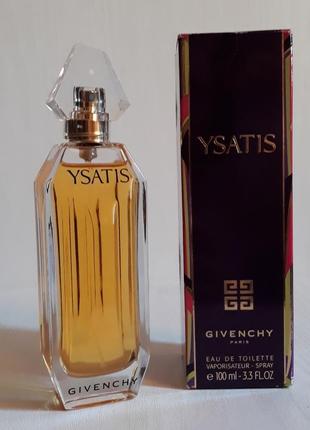 YSATIS
GIVENCHY
YSATIS
GIVENCHY
PARIS
EAU DE TOILETTE
VAPORISATEUR - SPRAY
e 100 ml - 3.3 FL.OZ